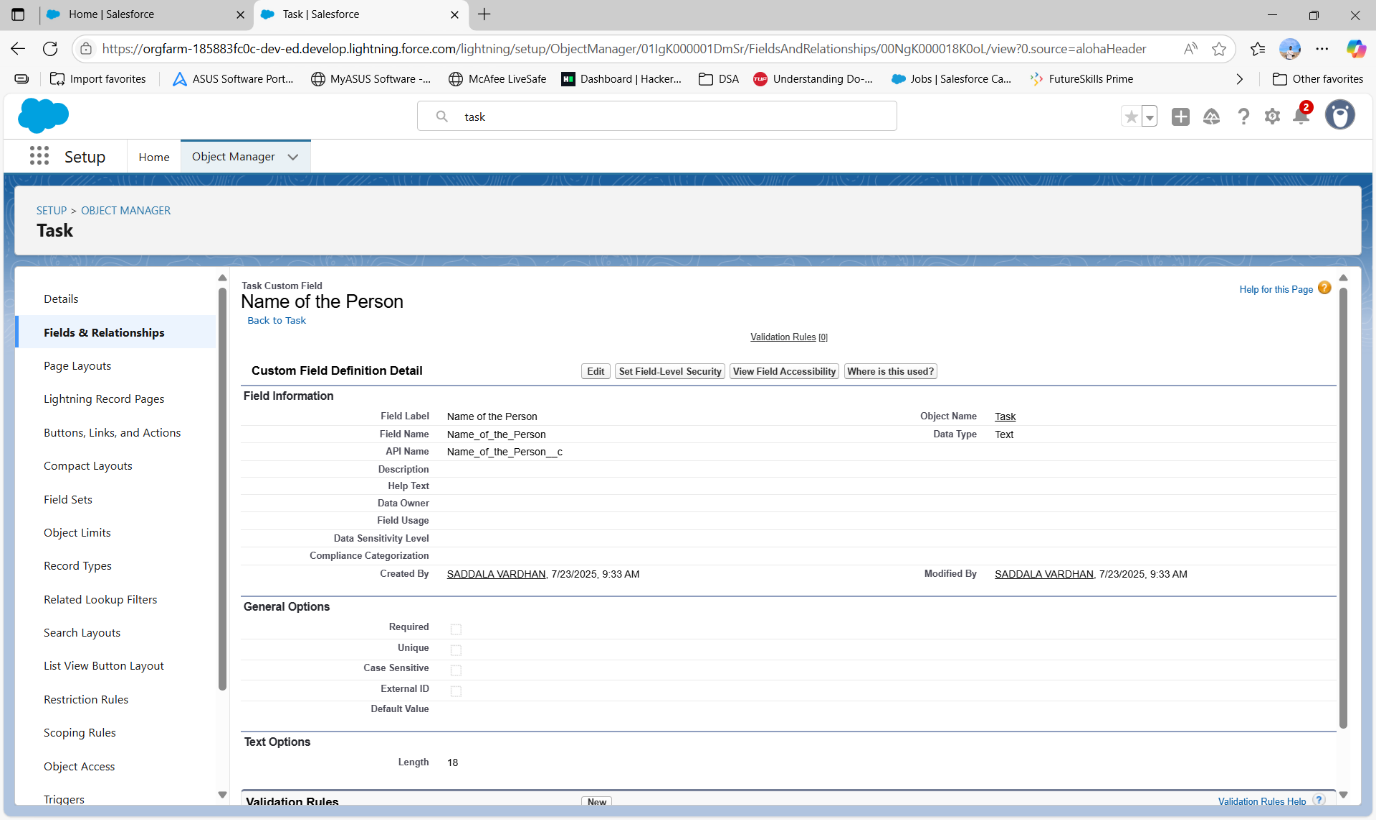 Home | Salesforce
Task | Salesforce
https://orgfarm-185883fc0c-dev-ed.develop.lightning.force.com/lightning/setup/ObjectManager/01IgK000001DmSr/FieldsAndRelationships/00NgK000018K0oL/view?0.source=alohaHeader
Import favorites
ASUS Software Port...
MyASUS Software -...
McAfee LiveSafe
Dashboard | Hacker...
DSA
Understanding Do-...
Jobs | Salesforce Ca...
FutureSkills Prime
Other favorites
task
2
Setup
Home
Object Manager
SETUP > OBJECT MANAGER
Task
Details
Fields & Relationships
Page Layouts
Lightning Record Pages
Buttons, Links, and Actions
Compact Layouts
Field Sets
Object Limits
Record Types
Related Lookup Filters
Search Layouts
List View Button Layout
Restriction Rules
Scoping Rules
Object Access
Triggers
Task Custom Field
Name of the Person
Back to Task
Help for this Page
Validation Rules [0]
Custom Field Definition Detail
Edit
Set Field-Level Security
View Field Accessibility
Where is this used?
Field Information
Field Label Name of the Person Object Name Task
Field Name Name_of_the_Person Data Type Text
API Name Name_of_the_Person__c
Description
Help Text
Data Owner
Field Usage
Data Sensitivity Level
Compliance Categorization
Created By SADDALA VARDHAN, 7/23/2025, 9:33 AM Modified By SADDALA VARDHAN, 7/23/2025, 9:33 AM
General Options
Required
Unique
Case Sensitive
External ID
Default Value
Text Options
Length 18
Validation Rules New Validation Rules Help ?